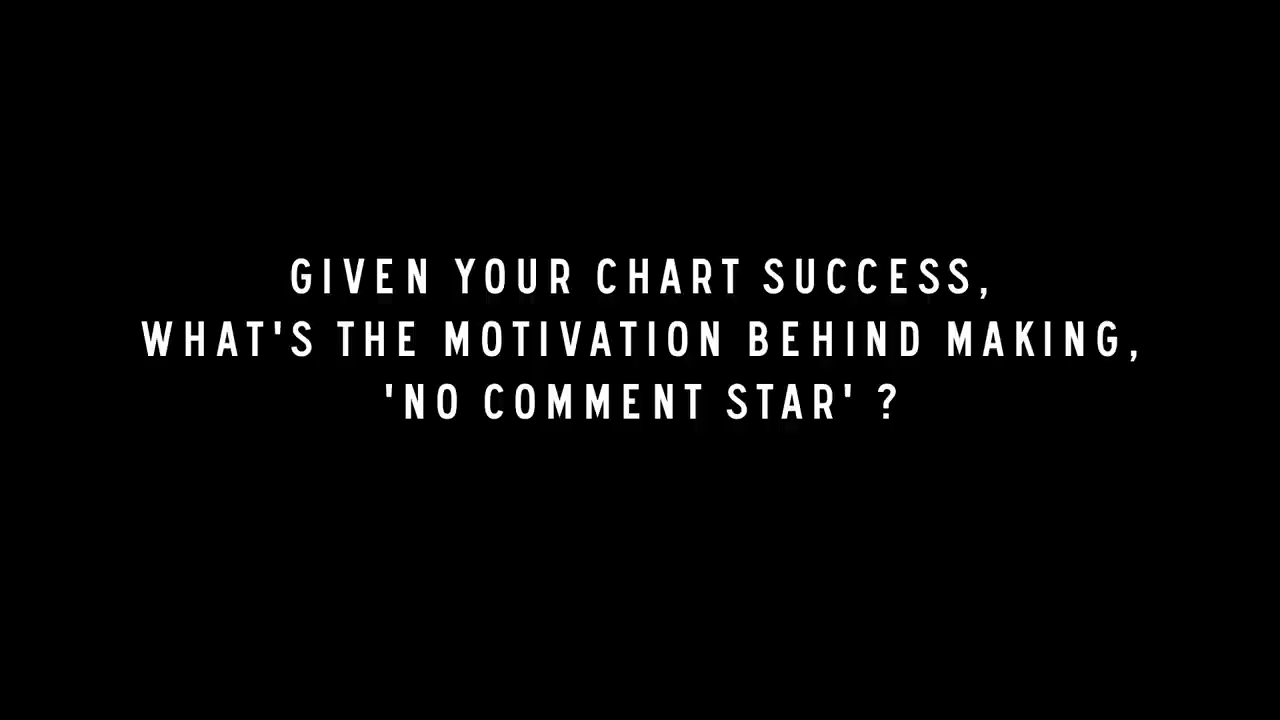 GIVEN YOUR CHART SUCCESS,
WHAT'S THE MOTIVATION BEHIND MAKING,
'NO COMMENT STAR' ?